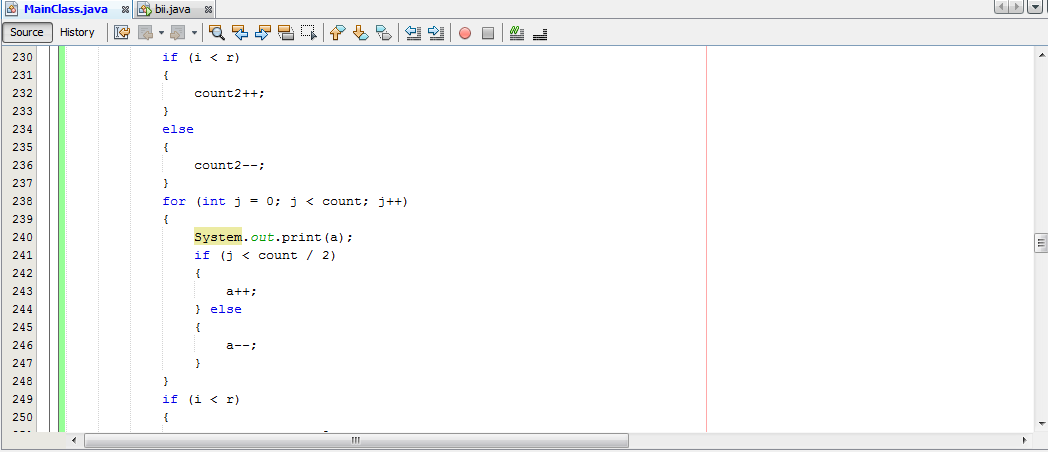 MainClass.java bii.java
Source History
230 if (i < r)
231 {
232 count2++;
233 }
234 else
235 {
236 count2--;
237 }
238 for (int j = 0; j < count; j++)
239 {
240 System.out.print(a);
241 if (j < count / 2)
242 {
243 a++;
244 } else
245 {
246 a--;
247 }
248 }
249 if (i < r)
250 {